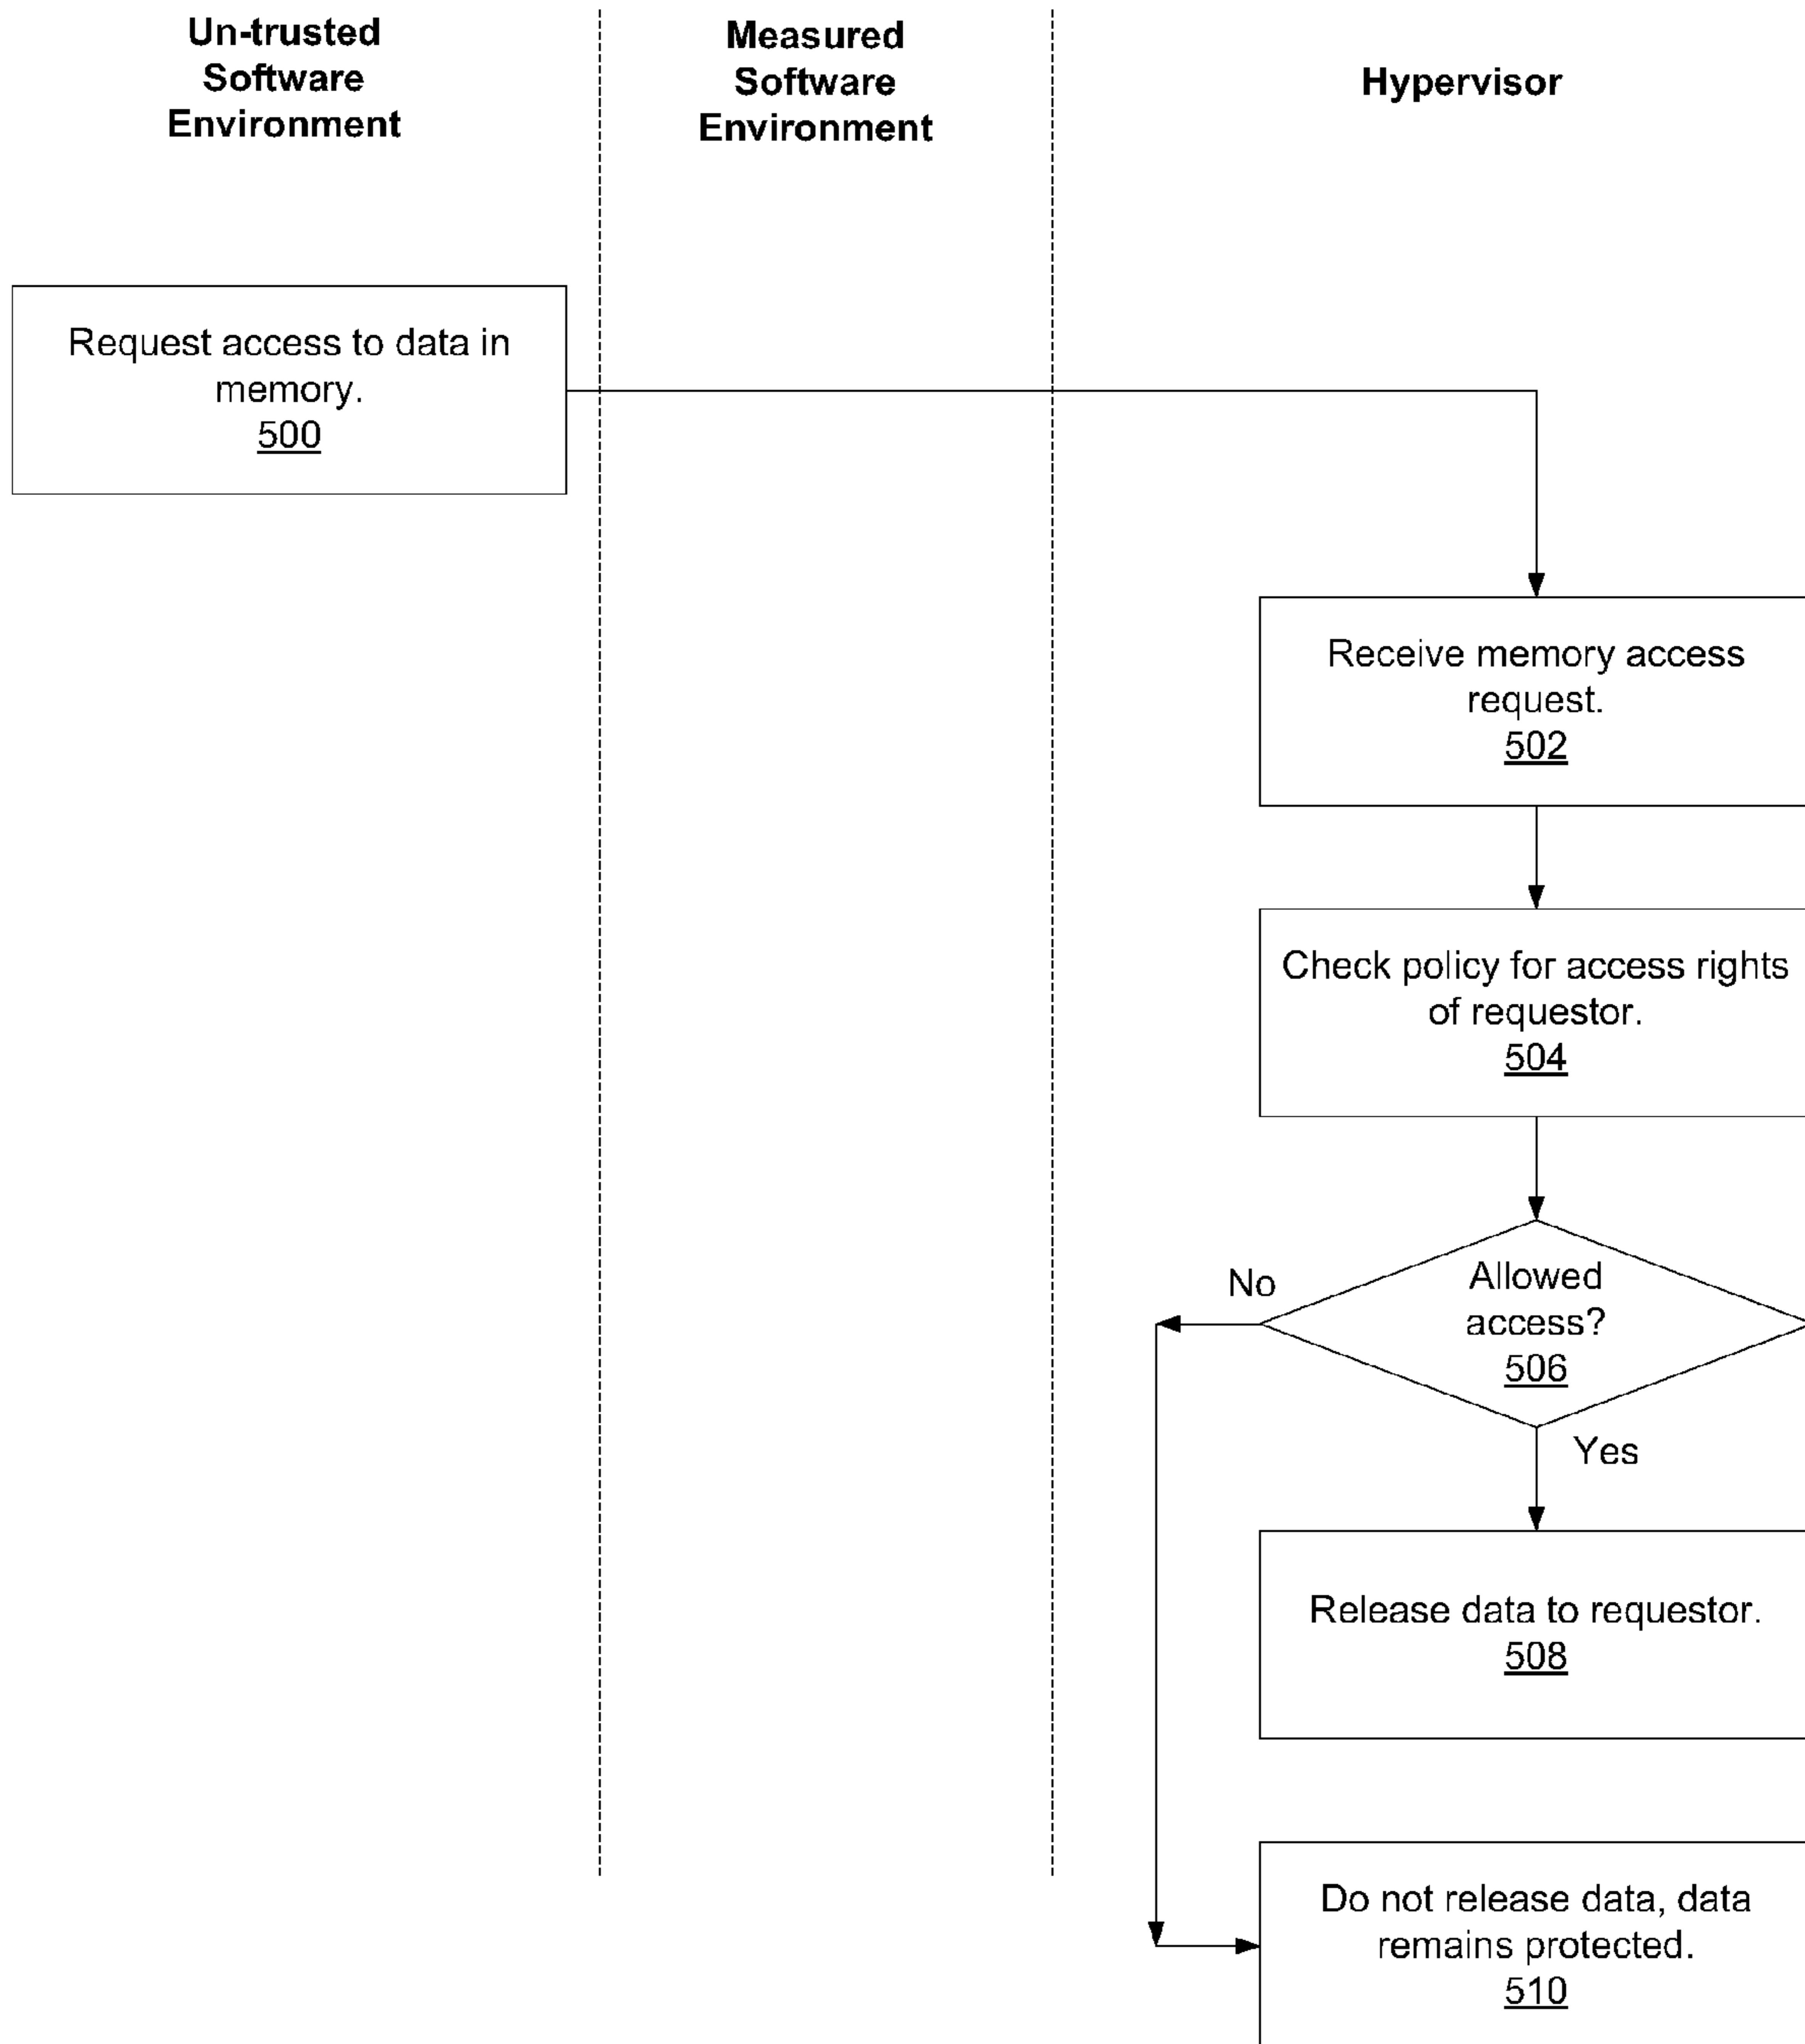 Un-trusted
Software
Environment
Measured
Software
Environment
Hypervisor
Request access to data in
memory.
500
Receive memory access
request.
502
Check policy for access rights
of requestor.
504
Allowed
access?
506
No
Yes
Release data to requestor.
508
Do not release data, data
remains protected.
510